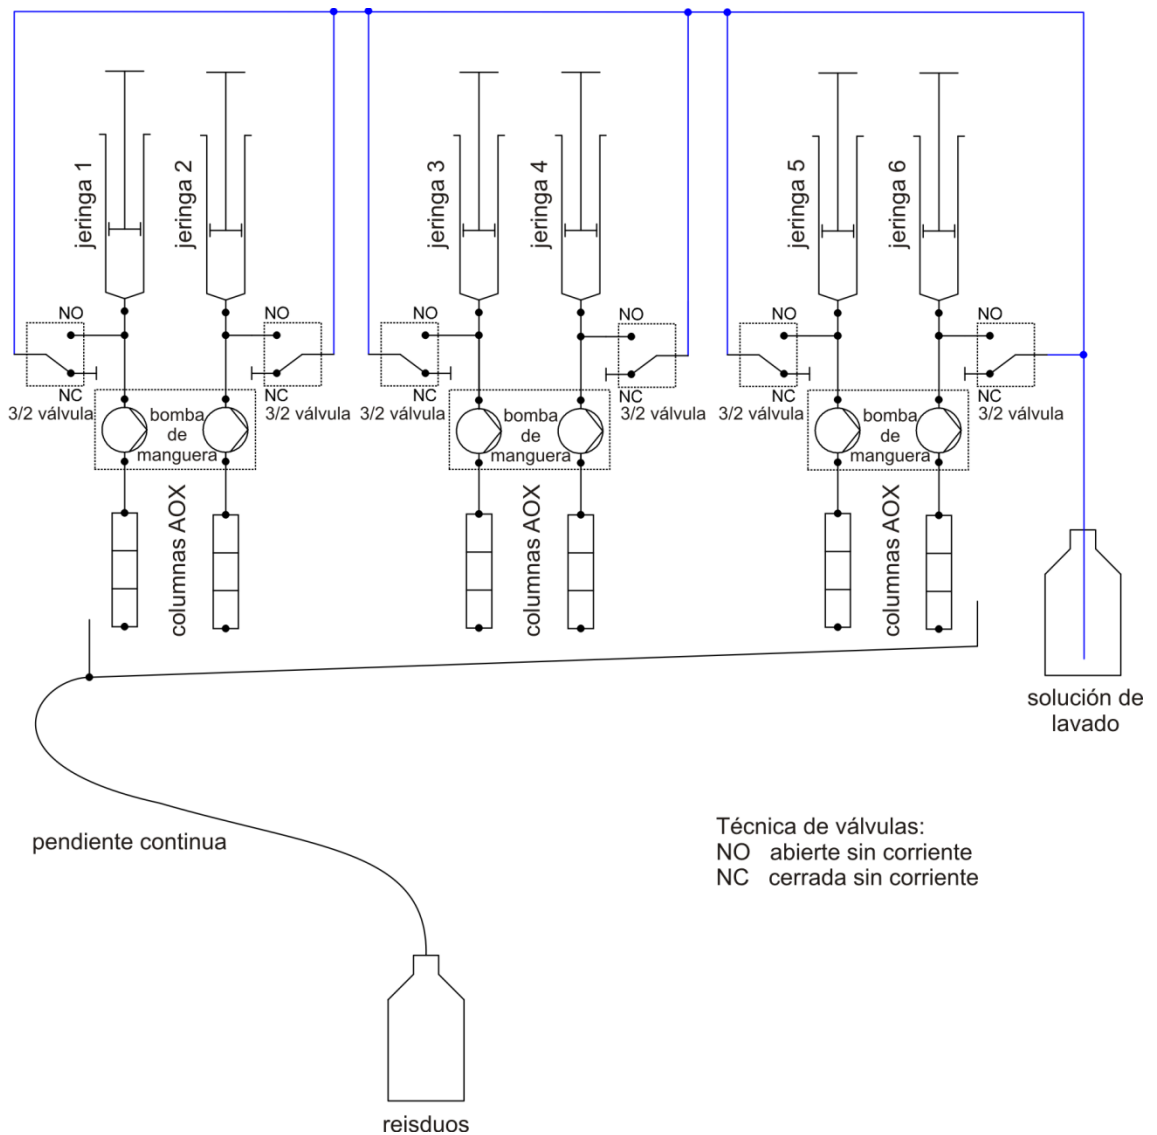 jeringa 1
jeringa 2
jeringa 3
jeringa 4
jeringa 5
jeringa 6
NO
NO
NO
NO
NO
NO
NC
NC
NC
NC
NC
NC
3/2 válvula
3/2 válvula
3/2 válvula
3/2 válvula
3/2 válvula
3/2 válvula
bomba
de
manguera
bomba
de
manguera
bomba
de
manguera
columnas AOX
columnas AOX
columnas AOX
solución de
lavado
pendiente continua
Técnica de válvulas:
NO abierte sin corriente
NC cerrada sin corriente
reisduos